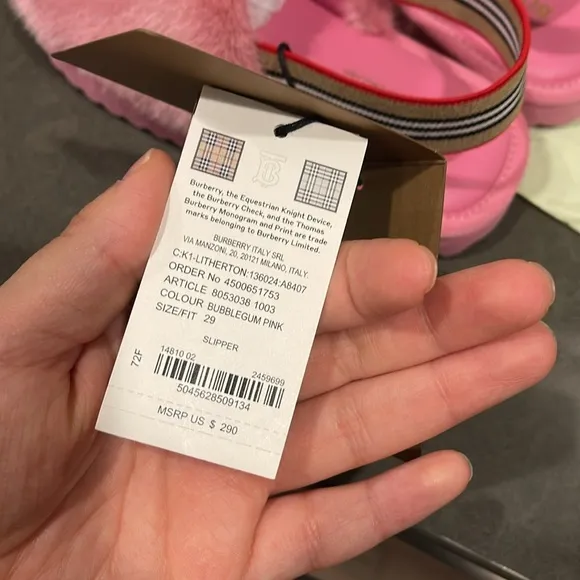 Burberry, the Equestrian Knight Device,
the Burberry Check, and the Thomas
Burberry Monogram and Print are trade
marks belonging to Burberry Limited.
BURBERRY ITALY SRL
VIA MANZONI, 20, 20121 MILANO, ITALY.
C:K1-LITHERTON:136024:A8407
ORDER No 4500651753
ARTICLE 8053038 1003
COLOUR BUBBLEGUM PINK
SIZE/FIT 29
SLIPPER
72F
14810 02 2459699
5045628509134
MSRP US $ 290